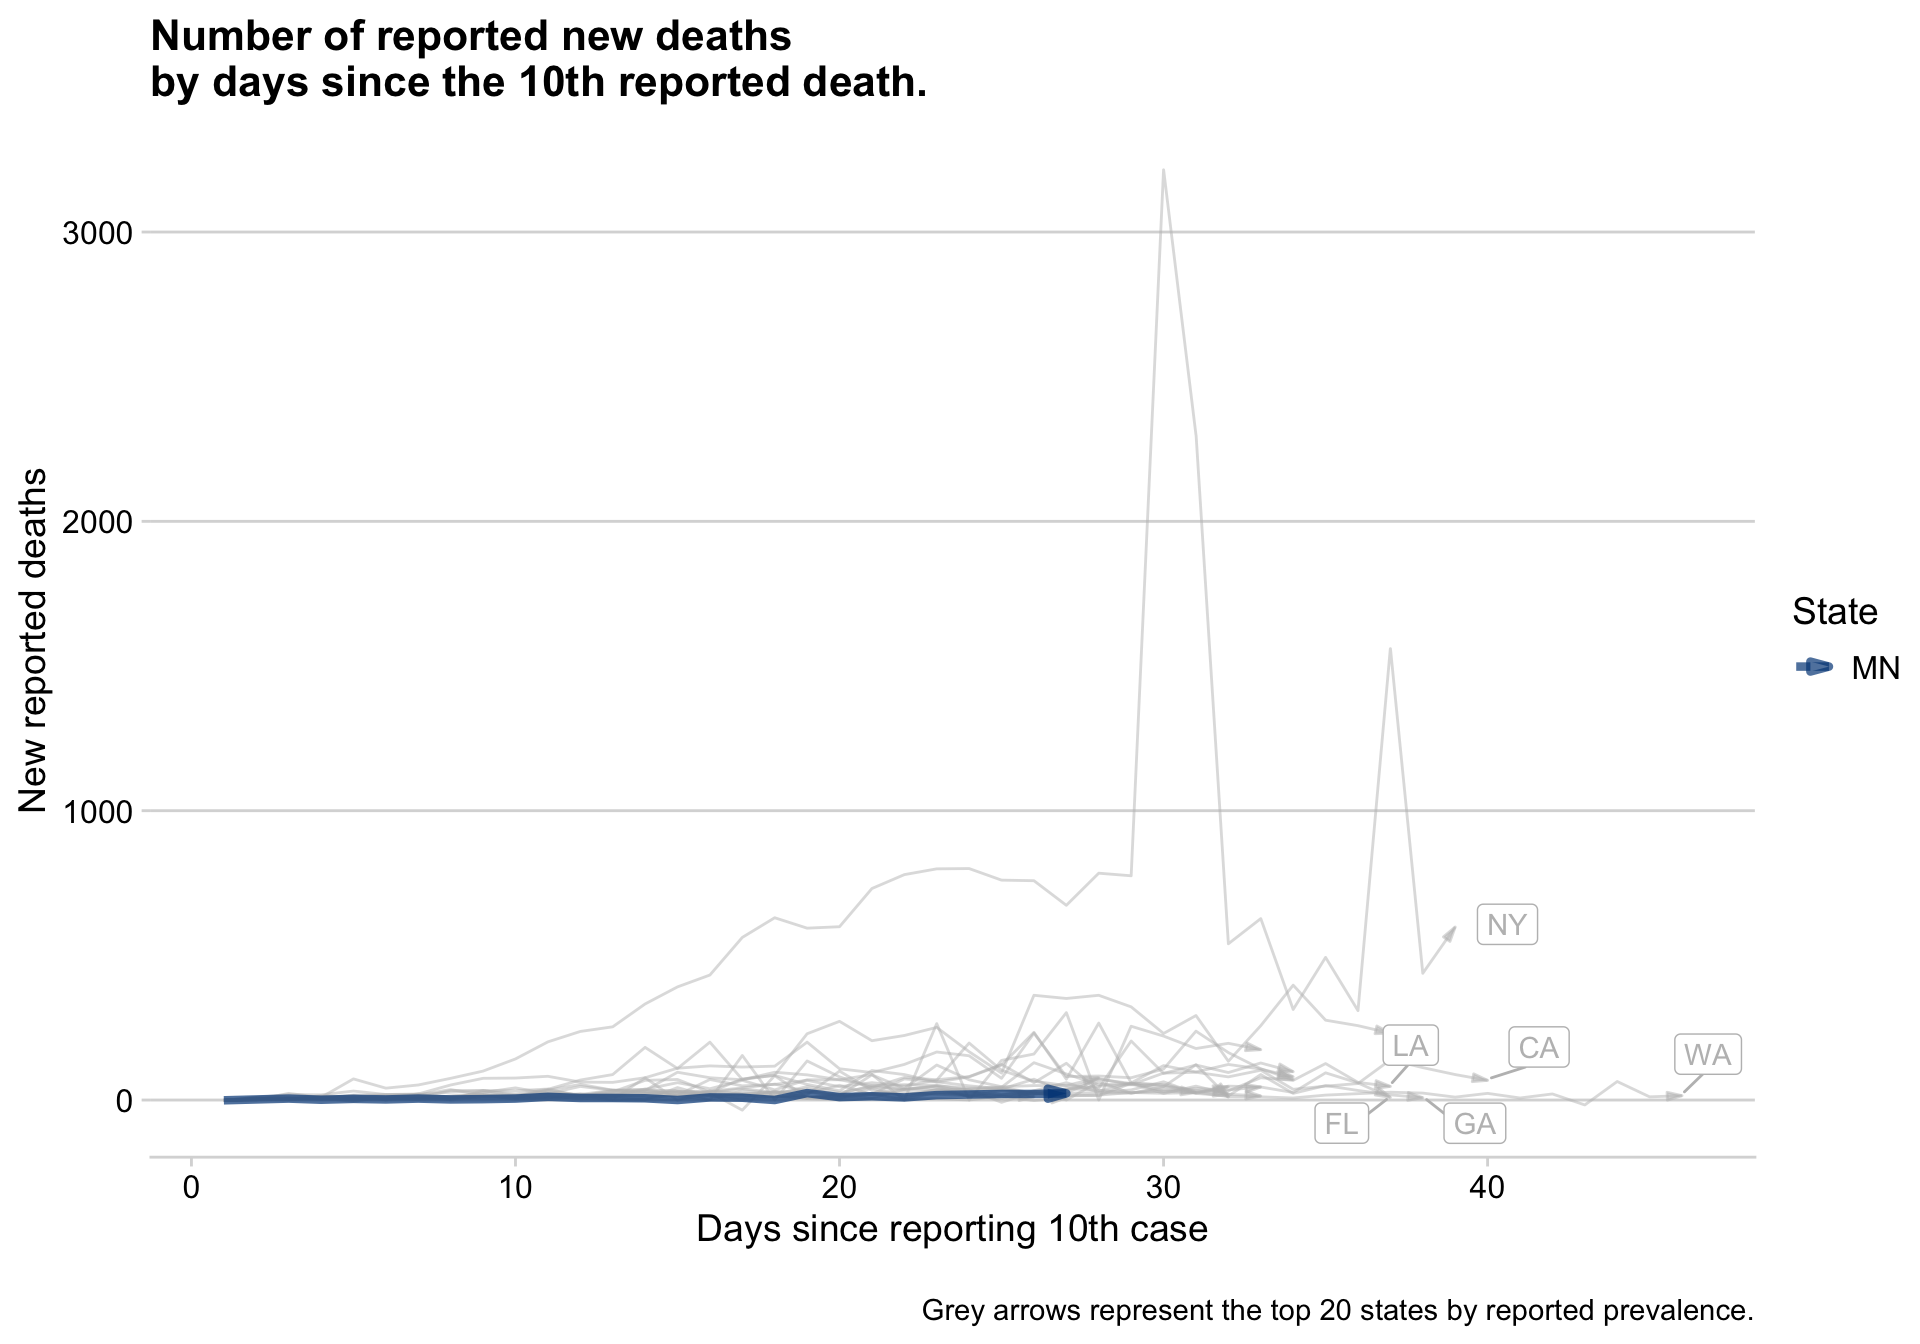 Number of reported new deaths
by days since the 10th reported death.
New reported deaths
3000
2000
1000
0
NY
LA
CA
WA
FL
GA
0 10 20 30 40
Days since reporting 10th case
State
MN
Grey arrows represent the top 20 states by reported prevalence.